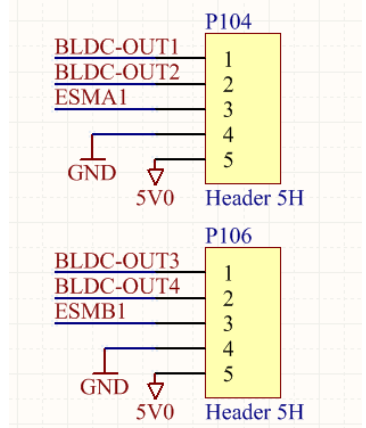 P104
BLDC-OUT1 1
BLDC-OUT2 2
ESMA1 3
4
GND 5
5V0 Header 5H
P106
BLDC-OUT3 1
BLDC-OUT4 2
ESMB1 3
4
GND 5
5V0 Header 5H